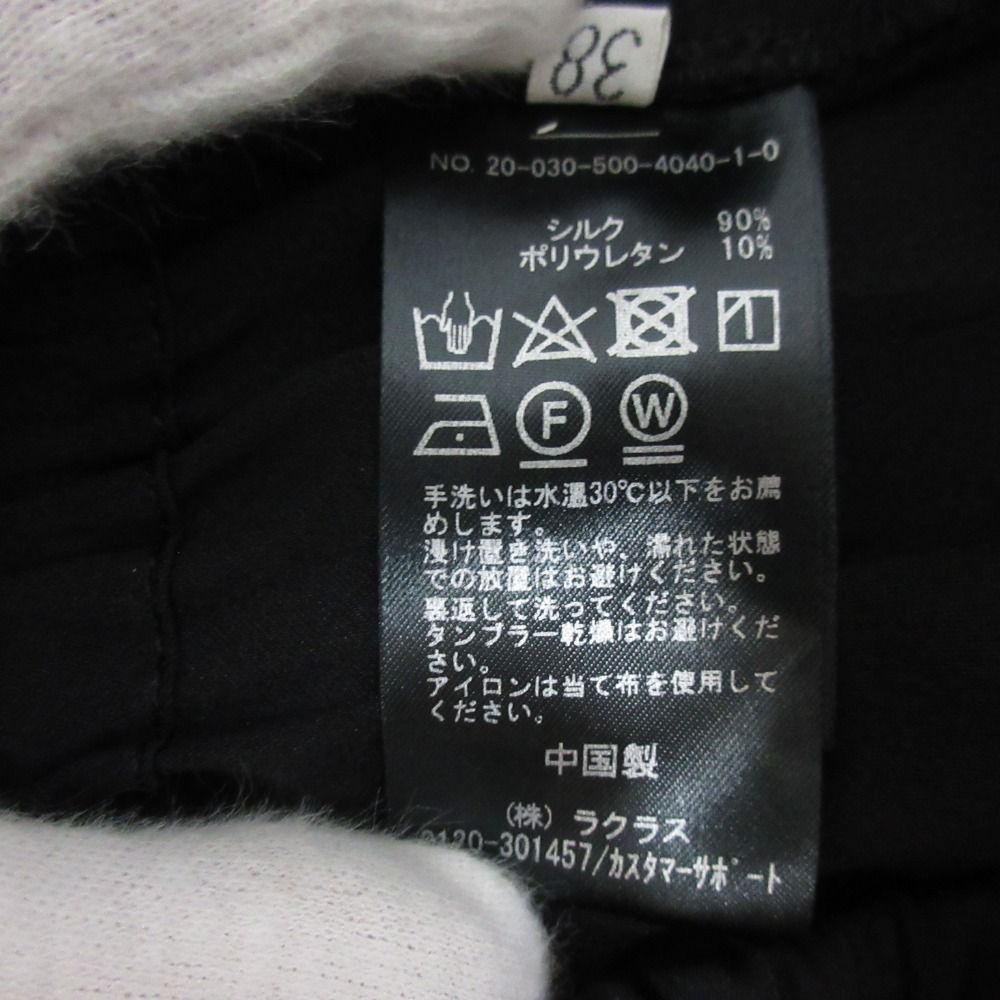 38
NO. 20-030-500-4040-1-0
シルク 90%
ポリウレタン 10%
F
W
手洗いは水温30℃以下をお薦
めします。
浸け置き洗いや、濡れた状態
での放置はお避けください。
裏返して洗ってください。
タンブラー乾燥はお避けくだ
さい。
アイロンは当て布を使用して
ください。
中国製
(株) ラクラス
0120-301457/カスタマーサポート